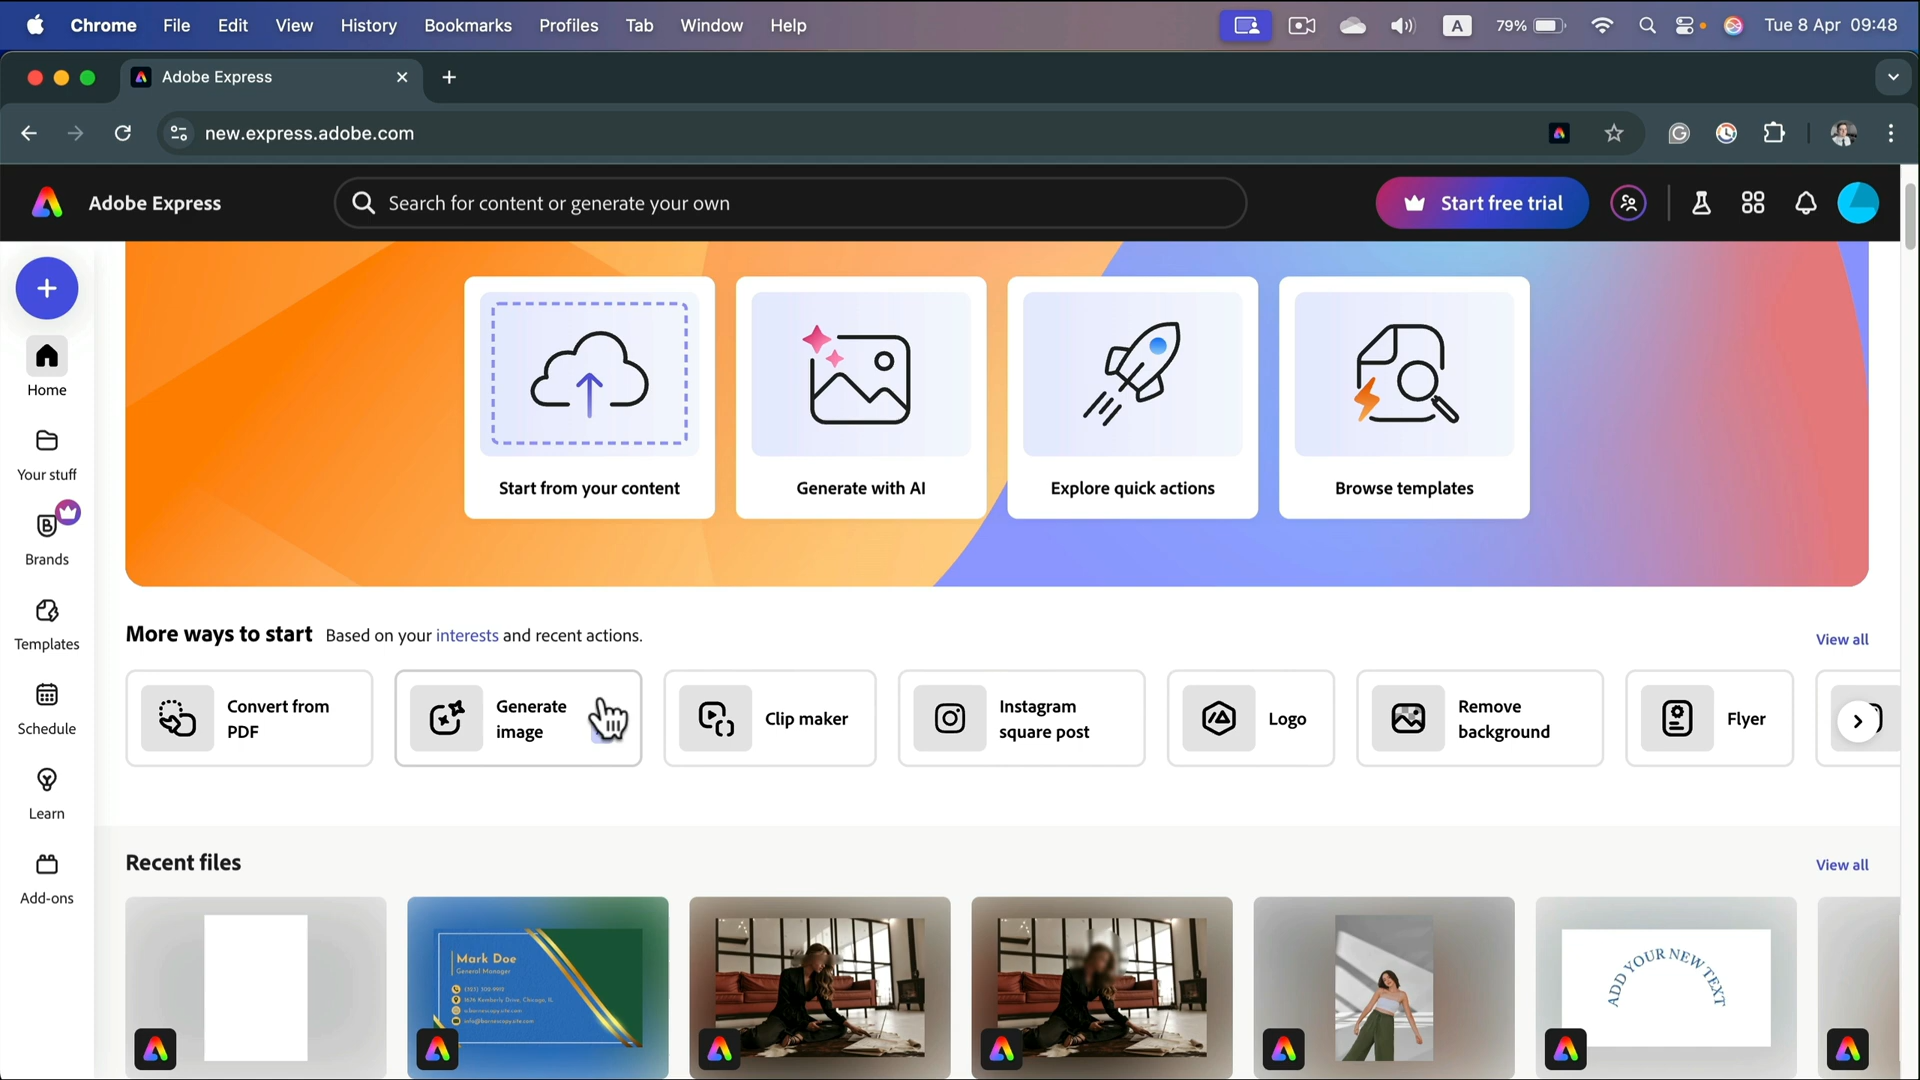 Chrome File Edit View History Bookmarks Profiles Tab Window Help A 79% Tue 8 Apr 09:48
Adobe Express
new.express.adobe.com
Adobe Express Search for content or generate your own Start free trial
Home
Your stuff
Brands
Templates
Schedule
Learn
Add-ons
Start from your content Generate with AI Explore quick actions Browse templates
More ways to start Based on your interests and recent actions. View all
Convert from
PDF
Generate
image
Clip maker
Instagram
square post
Logo
Remove
background
Flyer
Recent files View all
Mark Doe
General Manager
ADD YOUR NEW TEXT